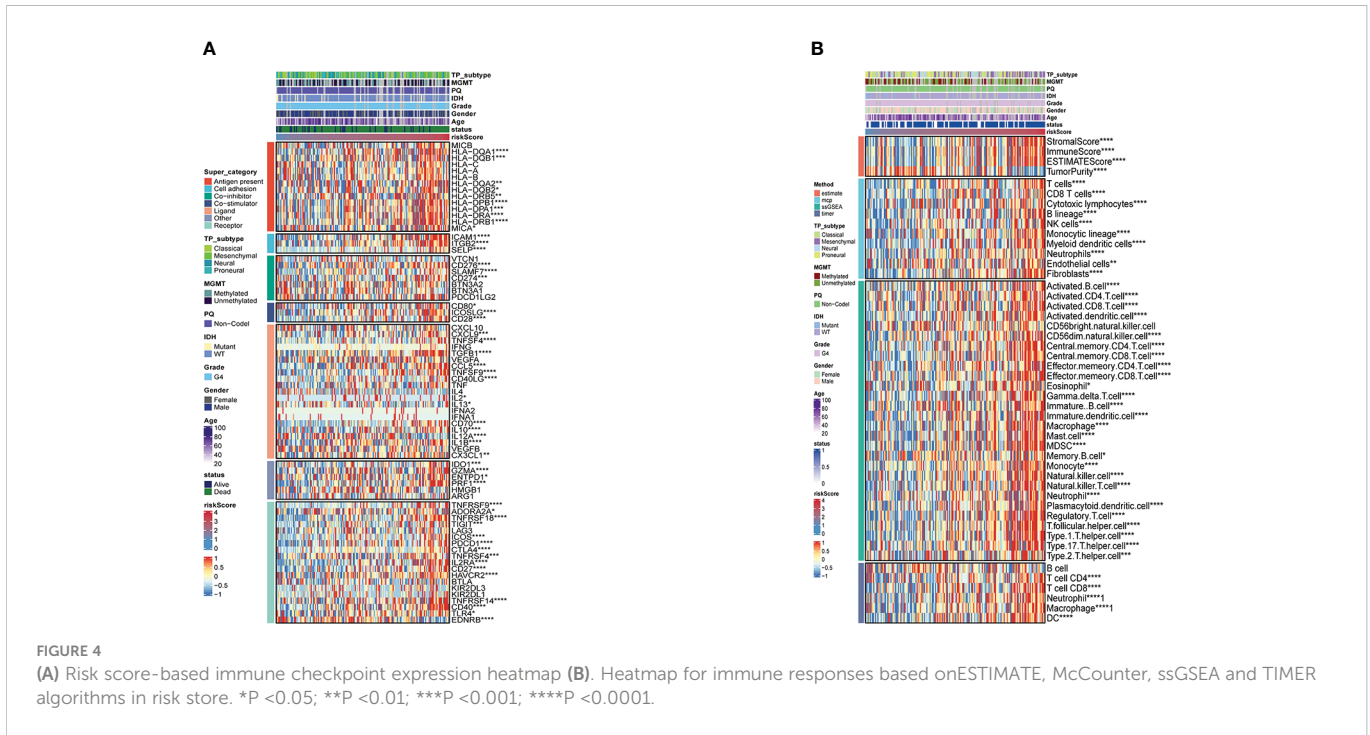 A
TP_subtype
MGMT
PQ
IDH
Grade
Gender
Age
status
riskScore
Super_category
Antigen present
Cell adhesion
Co-inhibitor
Co-stimulator
Ligand
Other
Receptor
TP_subtype
Classical
Mesenchymal
Neural
Proneural
MGMT
Methylated
Unmethylated
PQ
Non-Codel
IDH
Mutant
WT
Grade
G4
Gender
Female
Male
Age
100
80
60
40
20
status
Alive
Dead
riskScore
4
3
2
1
0
1
0.5
0
−0.5
−1
MICB
HLA-DQA1****
HLA-DQB1***
HLA-C
HLA-A
HLA-B
HLA-DQA2**
HLA-DQB2*
HLA-DRB5**
HLA-DPB1****
HLA-DPA1***
HLA-DRA****
HLA-DRB1****
MICA*
ICAM1****
ITGB2****
SELP****
VTCN1
CD276****
SLAMF7****
CD274***
BTN3A2
BTN3A1
PDCD1LG2
CD80*
ICOSLG****
CD28****
CXCL10
CXCL9***
TNFSF4****
IFNG
TGFB1****
VEGFA
CCL5****
TNFSF9****
CD40LG****
TNF
IL4
IL2*
IL13*
IFNA2
IFNA1
CD70****
IL10****
IL12A****
IL1B****
VEGFB
CX3CL1**
IDO1***
GZMA****
ENTPD1*
PRF1****
HMGB1
ARG1
TNFRSF9****
ADORA2A*
TNFRSF18****
TIGIT***
LAG3
ICOS****
PDCD1****
CTLA4****
TNFRSF4***
IL2RA****
CD27****
HAVCR2****
BTLA
KIR2DL3
KIR2DL1
TNFRSF14****
CD40****
TLR4*
EDNRB****
B
TP_subtype
MGMT
PQ
IDH
Grade
Gender
Age
status
riskScore
Method
estimate
mcp
ssGSEA
timer
TP_subtype
Classical
Mesenchymal
Neural
Proneural
MGMT
Methylated
Unmethylated
PQ
Non-Codel
IDH
Mutant
WT
Grade
G4
Gender
Female
Male
Age
100
80
60
40
20
status
1
0.5
0
riskScore
4
3
2
1
0
1
0.5
0
−0.5
−1
StromalScore****
ImmuneScore****
ESTIMATEScore****
TumorPurity****
T cells****
CD8 T cells****
Cytotoxic lymphocytes****
B lineage****
NK cells****
Monocytic lineage****
Myeloid dendritic cells****
Neutrophils****
Endothelial cells**
Fibroblasts****
Activated.B.cell****
Activated.CD4.T.cell****
Activated.CD8.T.cell****
Activated.dendritic.cell****
CD56bright.natural.killer.cell
CD56dim.natural.killer.cell****
Central.memory.CD4.T.cell****
Central.memory.CD8.T.cell****
Effector.memeory.CD4.T.cell****
Effector.memeory.CD8.T.cell****
Eosinophil*
Gamma.delta.T.cell****
Immature..B.cell****
Immature.dendritic.cell****
Macrophage****
Mast.cell****
MDSC****
Memory.B.cell*
Monocyte****
Natural.killer.cell****
Natural.killer.T.cell****
Neutrophil****
Plasmacytoid.dendritic.cell****
Regulatory.T.cell****
T.follicular.helper.cell****
Type.1.T.helper.cell****
Type.17.T.helper.cell****
Type.2.T.helper.cell***
B cell
T cell CD4****
T cell CD8****
Neutrophil****1
Macrophage****1
DC****
FIGURE 4
(A) Risk score-based immune checkpoint expression heatmap (B). Heatmap for immune responses based onESTIMATE, McCounter, ssGSEA and TIMER
algorithms in risk store. *P <0.05; **P <0.01; ***P <0.001; ****P <0.0001.